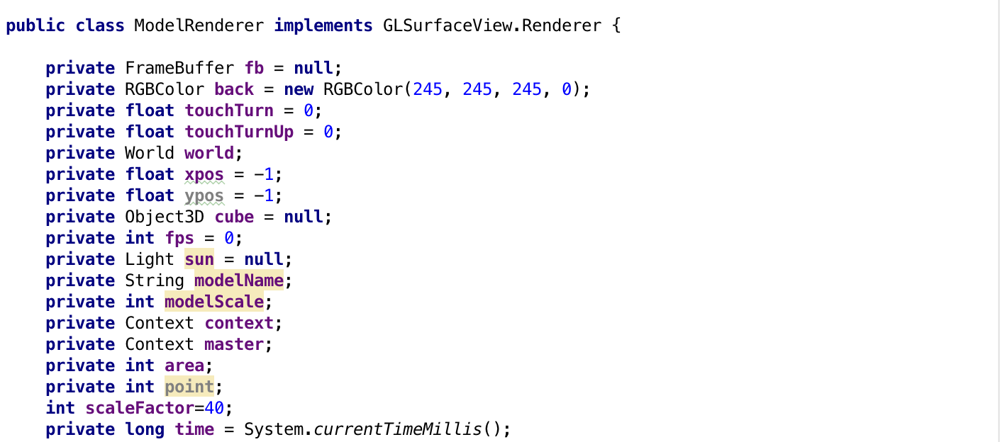 public class ModelRenderer implements GLSurfaceView.Renderer {
private FrameBuffer fb = null;
private RGBColor back = new RGBColor(245, 245, 245, 0);
private float touchTurn = 0;
private float touchTurnUp = 0;
private World world;
private float xpos = −1;
private float ypos = −1;
private Object3D cube = null;
private int fps = 0;
private Light sun = null;
private String modelName;
private int modelScale;
private Context context;
private Context master;
private int area;
private int point;
int scaleFactor=40;
private long time = System.currentTimeMillis();